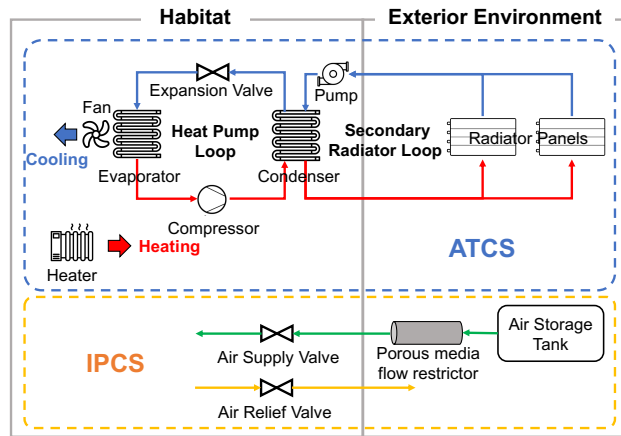 Habitat
Exterior Environment
Pump
Expansion Valve
Fan
Heat Pump
Loop
Secondary
Radiator Loop
Radiator Panels
Cooling
Evaporator
Condenser
Compressor
Heating
Heater
ATCS
IPCS
Air Supply Valve
Porous media
flow restrictor
Air Storage
Tank
Air Relief Valve